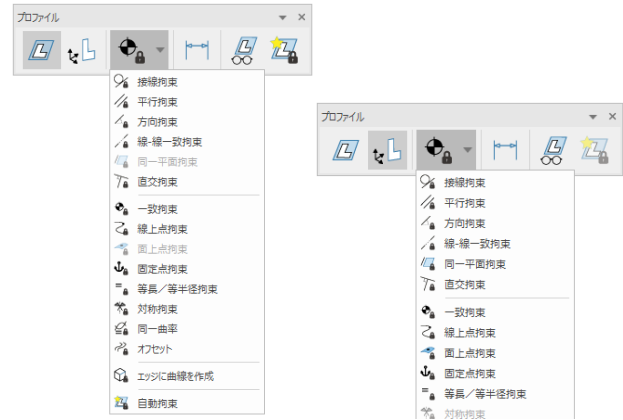 プロファイル
接線拘束
平行拘束
方向拘束
線-線一致拘束
同一平面拘束
直交拘束
一致拘束
線上点拘束
面上点拘束
固定点拘束
等長／等半径拘束
対称拘束
同一曲率
オフセット
エッジに曲線を作成
自動拘束
プロファイル
接線拘束
平行拘束
方向拘束
線-線一致拘束
同一平面拘束
直交拘束
一致拘束
線上点拘束
面上点拘束
固定点拘束
等長／等半径拘束
対称拘束